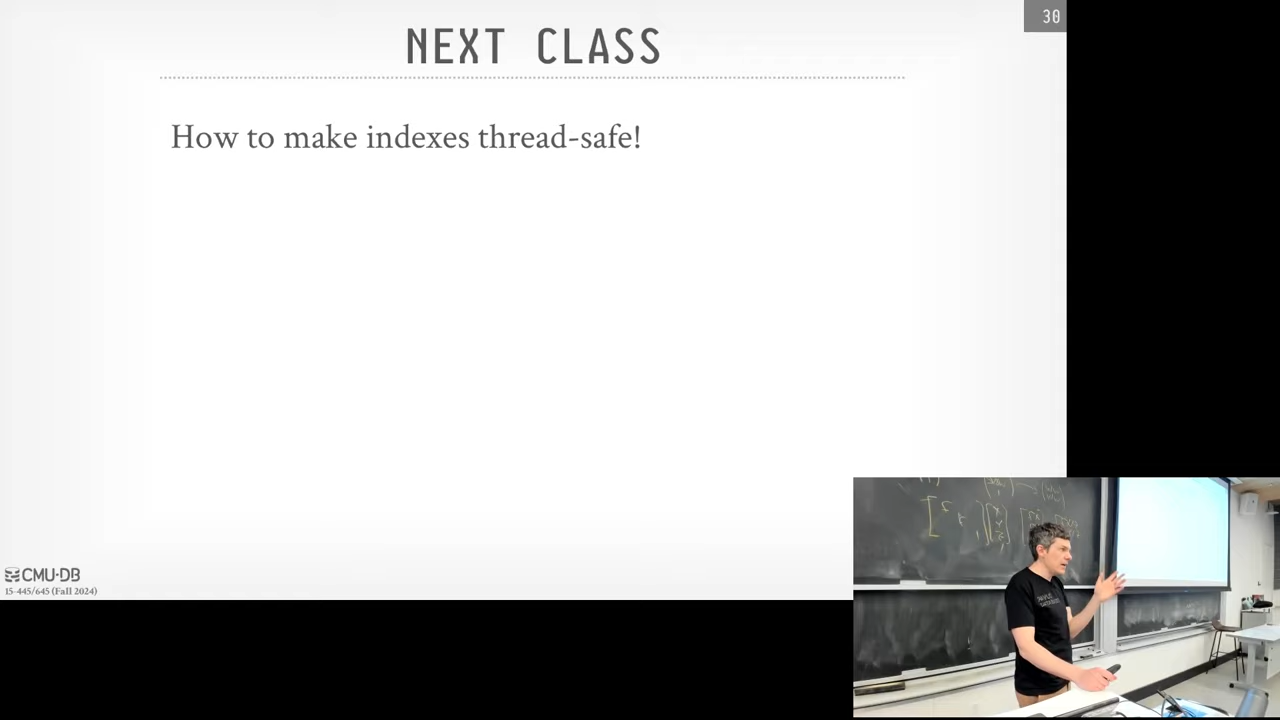 30
NEXT CLASS
How to make indexes thread-safe!
CMU·DB
15-445/645 (Fall 2024)